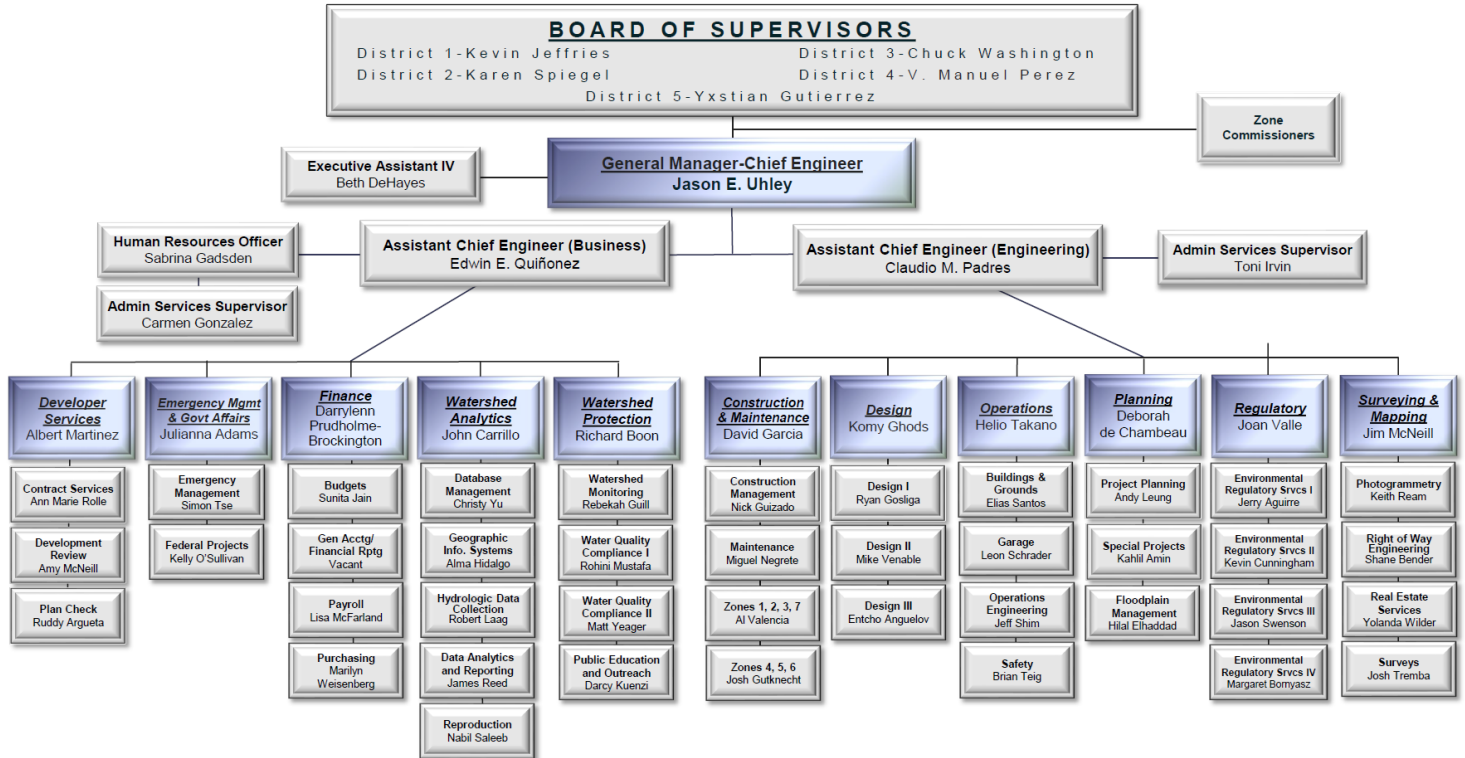 BOARD OF SUPERVISORS
District 1-Kevin Jeffries
District 3-Chuck Washington
District 2-Karen Spiegel
District 4-V. Manuel Perez
District 5-Yxstian Gutierrez
Zone
Commissioners
General Manager-Chief Engineer
Jason E. Uhley
Executive Assistant IV
Beth DeHayes
Human Resources Officer
Sabrina Gadsden
Assistant Chief Engineer (Business)
Edwin E. Quiñonez
Assistant Chief Engineer (Engineering)
Claudio M. Padres
Admin Services Supervisor
Toni Irvin
Admin Services Supervisor
Carmen Gonzalez
Developer
Services
Albert Martinez
Contract Services
Ann Marie Rolle
Development
Review
Amy McNeill
Plan Check
Ruddy Argueta
Emergency Mgmt
& Govt Affairs
Julianna Adams
Emergency
Management
Simon Tse
Federal Projects
Kelly O'Sullivan
Finance
Darrylenn
Prudholme-
Brockington
Budgets
Sunita Jain
Gen Acctg/
Financial Rptg
Vacant
Payroll
Lisa McFarland
Purchasing
Marilyn
Weisenberg
Watershed
Analytics
John Carrillo
Database
Management
Christy Yu
Geographic
Info. Systems
Alma Hidalgo
Hydrologic Data
Collection
Robert Laag
Data Analytics
and Reporting
James Reed
Reproduction
Nabil Saleeb
Watershed
Protection
Richard Boon
Watershed
Monitoring
Rebekah Guill
Water Quality
Compliance I
Rohini Mustafa
Water Quality
Compliance II
Matt Yeager
Public Education
and Outreach
Darcy Kuenzi
Construction
& Maintenance
David Garcia
Construction
Management
Nick Guizado
Maintenance
Miguel Negrete
Zones 1, 2, 3, 7
Al Valencia
Zones 4, 5, 6
Josh Gutknecht
Design
Komy Ghods
Design I
Ryan Gosliga
Design II
Mike Venable
Design III
Entcho Anguelov
Operations
Helio Takano
Buildings &
Grounds
Elias Santos
Garage
Leon Schrader
Operations
Engineering
Jeff Shim
Safety
Brian Teig
Planning
Deborah
de Chambeau
Project Planning
Andy Leung
Special Projects
Kahlil Amin
Floodplain
Management
Hilal Elhaddad
Regulatory
Joan Valle
Environmental
Regulatory Srvcs I
Jerry Aguirre
Environmental
Regulatory Srvcs II
Kevin Cunningham
Environmental
Regulatory Srvcs III
Jason Swenson
Environmental
Regulatory Srvcs IV
Margaret Bornyasz
Surveying &
Mapping
Jim McNeill
Photogrammetry
Keith Ream
Right of Way
Engineering
Shane Bender
Real Estate
Services
Yolanda Wilder
Surveys
Josh Tremba